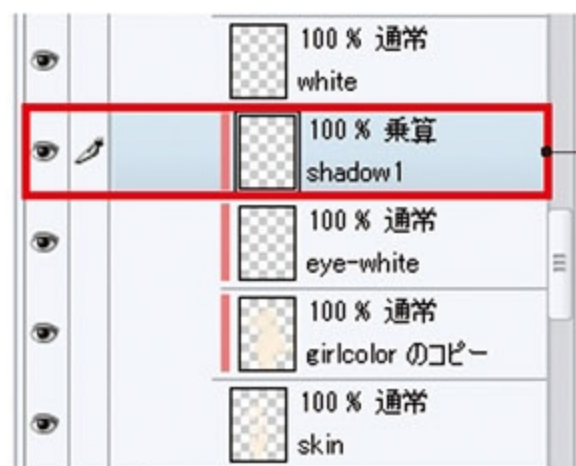 100 % 通常
white
100 % 乗算
shadow1
100 % 通常
eye-white
100 % 通常
girlcolor のコピー
100 % 通常
skin